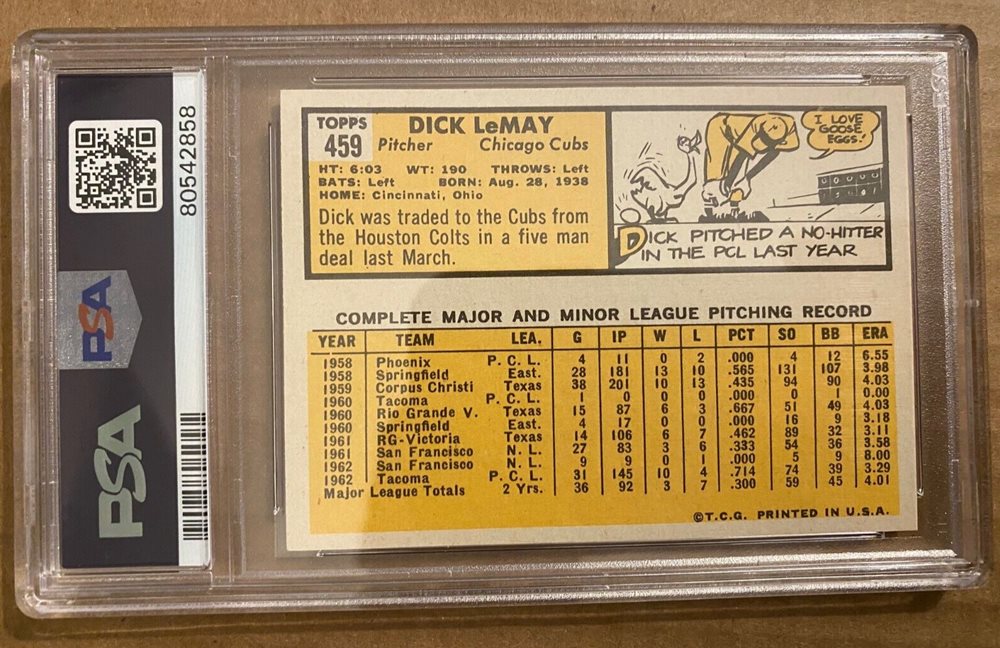 80542858
PSA
PSA
TOPPS
459
DICK LeMAY
Pitcher Chicago Cubs
HT: 6:03 WT: 190 THROWS: Left
BATS: Left BORN: Aug. 28, 1938
HOME: Cincinnati, Ohio
Dick was traded to the Cubs from
the Houston Colts in a five man
deal last March.
I LOVE
GOOSE
EGGS!
DICK PITCHED A NO-HITTER
IN THE PCL LAST YEAR
COMPLETE MAJOR AND MINOR LEAGUE PITCHING RECORD
YEAR TEAM LEA. G IP W L PCT SO BB ERA
1958 Phoenix P. C. L. 4 11 0 2 .000 4 12 6.55
1958 Springfield East. 28 181 13 10 .565 131 107 3.98
1959 Corpus Christi Texas 38 201 10 13 .435 94 90 4.03
1960 Tacoma P. C. L. 1 0 0 0 .000 0 1 0.00
1960 Rio Grande V. Texas 15 87 6 3 .667 51 49 4.03
1960 Springfield East. 4 17 0 0 .000 16 9 3.18
1961 RG-Victoria Texas 14 106 6 7 .462 89 32 3.11
1961 San Francisco N. L. 27 83 3 6 .333 54 36 3.58
1962 San Francisco N. L. 9 9 0 1 .000 5 9 8.00
1962 Tacoma P. C. L. 31 145 10 4 .714 74 39 3.29
Major League Totals 2 Yrs. 36 92 3 7 .300 59 45 4.01
©T.C.G. PRINTED IN U.S.A.